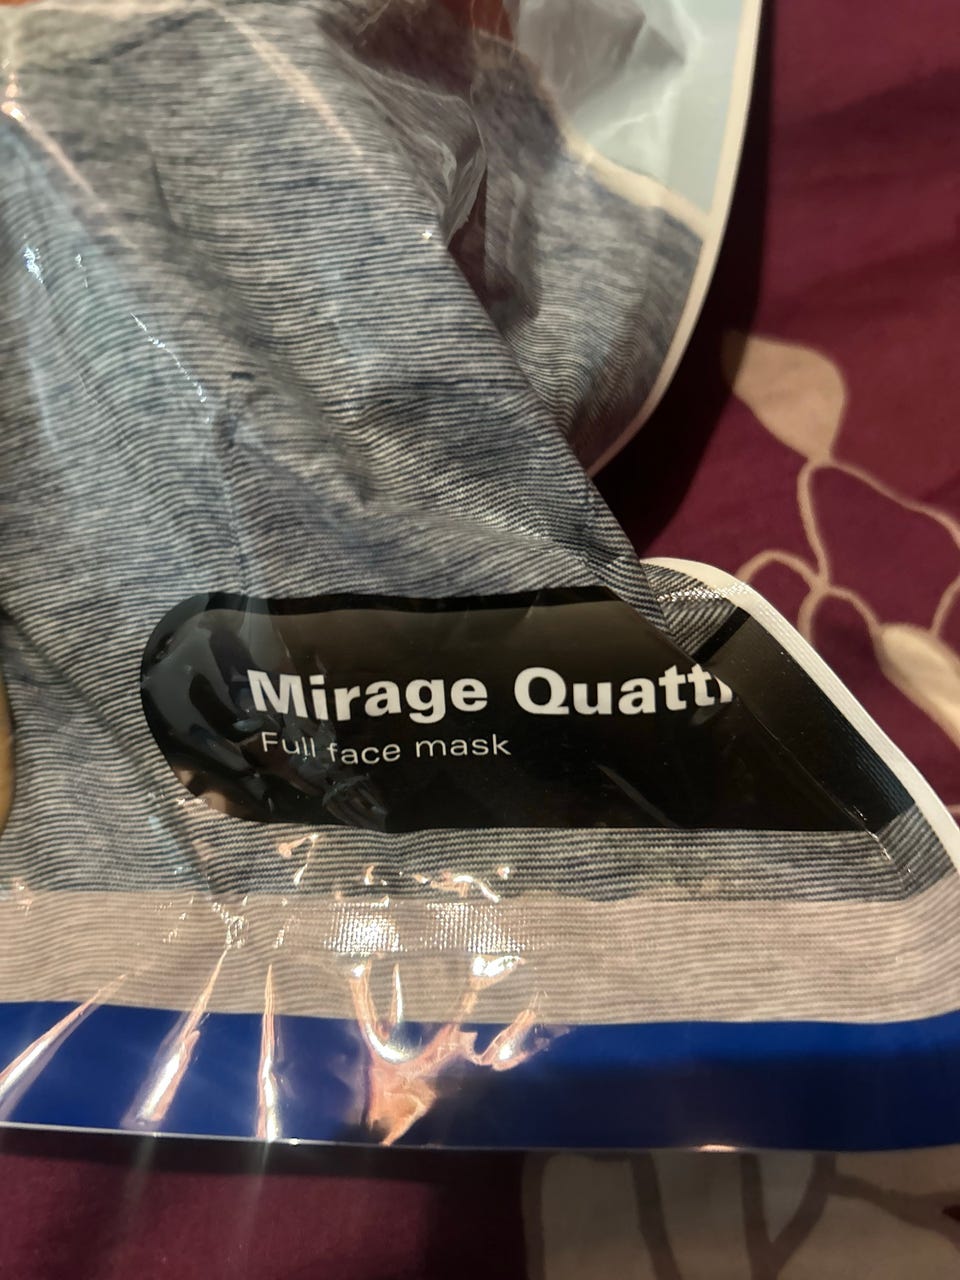 Mirage Quatt
Full face mask